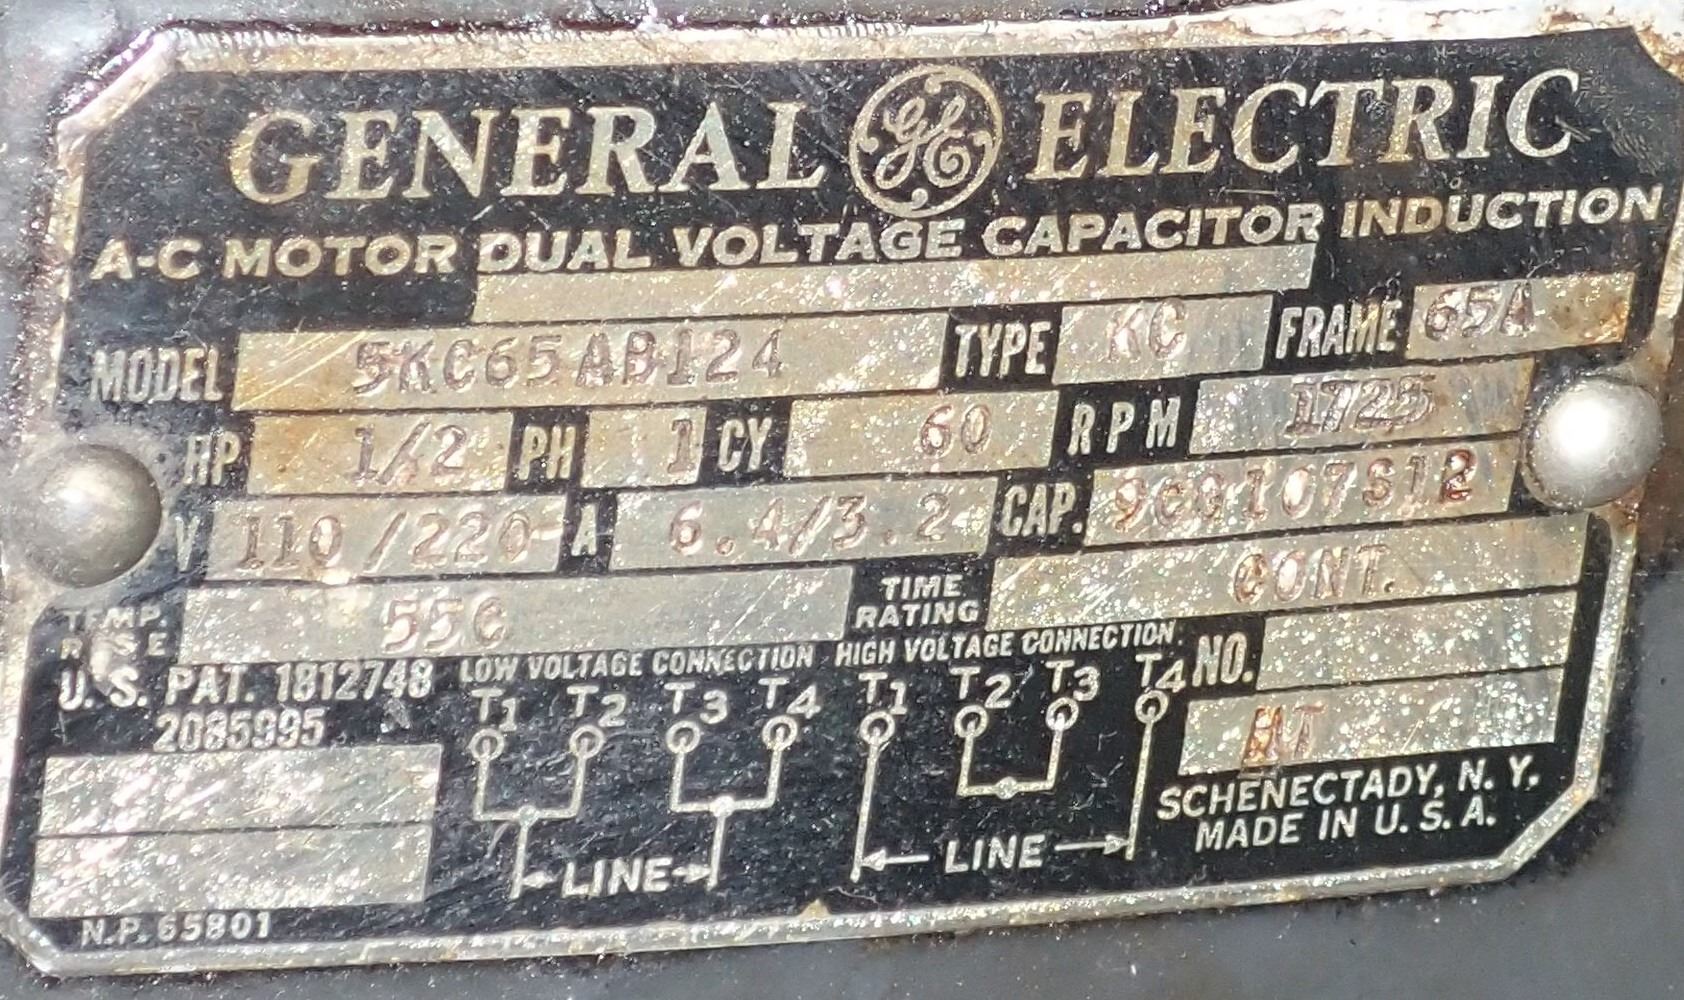 GENERAL GE ELECTRIC
A-C MOTOR DUAL VOLTAGE CAPACITOR INDUCTION
MODEL 5KC65AB124 TYPE KC FRAME 65A
HP 1/2 PH 1 CY 60 RPM 1725
V 110/220 A 6.4/3.2 CAP. 9CG107S12
TEMP. RISE 55C TIME RATING CONT.
U. S. PAT. 1812748
2085995
LOW VOLTAGE CONNECTION HIGH VOLTAGE CONNECTION NO.
T1 T2 T3 T4 T1 T2 T3 T4
LINE LINE
SCHENECTADY, N. Y.
MADE IN U. S. A.
N.P. 65801